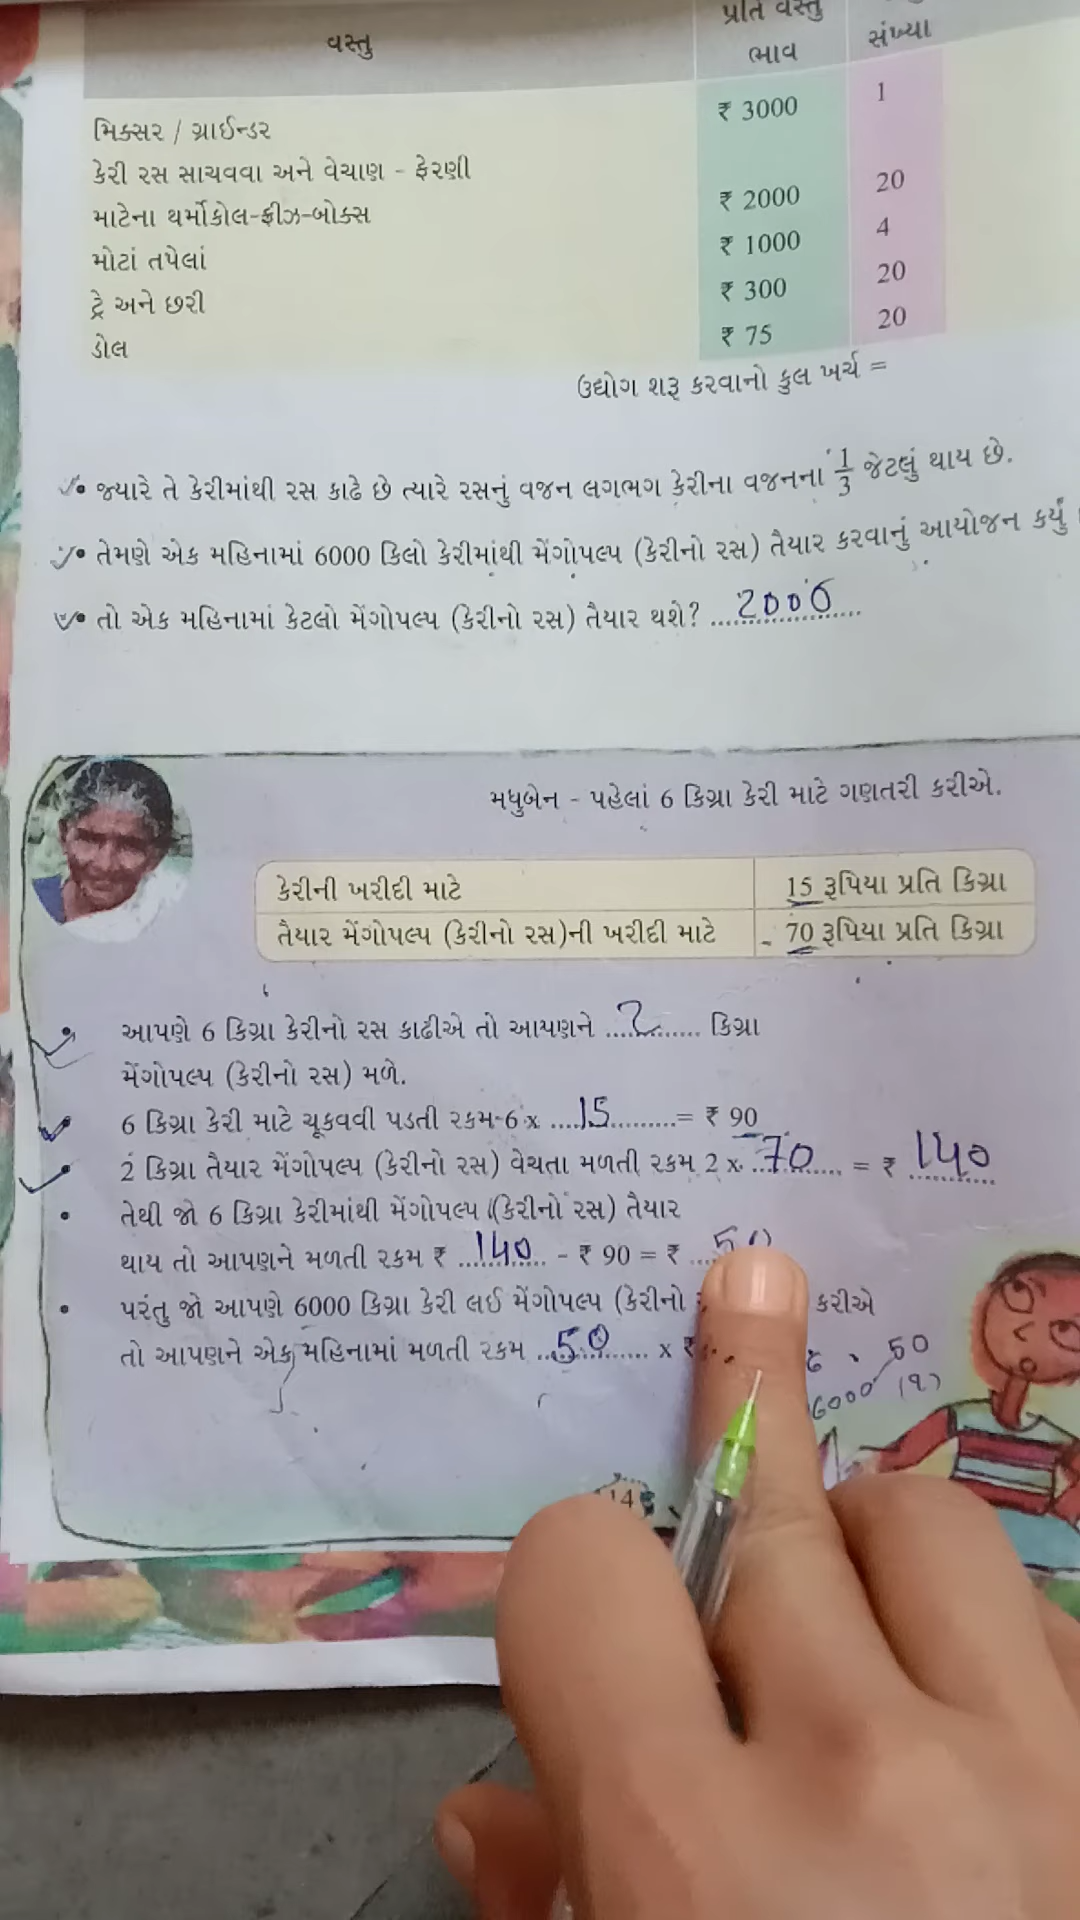 વસ્તુ પ્રતિ વસ્તુ
ભાવ સંખ્યા
મિક્સર / ગ્રાઈન્ડર ₹ 3000 1
કેરી રસ સાચવવા અને વેચાણ - ફેરણી
માટેના થર્મોકોલ-ફ્રીઝ-બોક્સ ₹ 2000 20
મોટાં તપેલાં ₹ 1000 4
ટ્રે અને છરી ₹ 300 20
ડોલ ₹ 75 20
ઉદ્યોગ શરૂ કરવાનો કુલ ખર્ચ =
• જ્યારે તે કેરીમાંથી રસ કાઢે છે ત્યારે રસનું વજન લગભગ કેરીના વજનના 1/3 જેટલું થાય છે.
• તેમણે એક મહિનામાં 6000 કિલો કેરીમાંથી મેંગોપલ્પ (કેરીનો રસ) તૈયાર કરવાનું આયોજન કર્યું
• તો એક મહિનામાં કેટલો મેંગોપલ્પ (કેરીનો રસ) તૈયાર થશે? ...2000...
મધુબેન - પહેલાં 6 કિગ્રા કેરી માટે ગણતરી કરીએ.
કેરીની ખરીદી માટે 15 રૂપિયા પ્રતિ કિગ્રા
તૈયાર મેંગોપલ્પ (કેરીનો રસ)ની ખરીદી માટે 70 રૂપિયા પ્રતિ કિગ્રા
• આપણે 6 કિગ્રા કેરીનો રસ કાઢીએ તો આપણને ...2... કિગ્રા
મેંગોપલ્પ (કેરીનો રસ) મળે.
6 કિગ્રા કેરી માટે ચૂકવવી પડતી રકમ-6 x ...15... = ₹ 90
• 2 કિગ્રા તૈયાર મેંગોપલ્પ (કેરીનો રસ) વેચતા મળતી રકમ 2 x ...70... = ₹ 140
• તેથી જો 6 કિગ્રા કેરીમાંથી મેંગોપલ્પ (કેરીનો રસ) તૈયાર
થાય તો આપણને મળતી રકમ ₹ ...140... - ₹ 90 = ₹ ...50
• પરંતુ જો આપણે 6000 કિગ્રા કેરી લઈ મેંગોપલ્પ (કેરીનો કરીએ
તો આપણને એક મહિનામાં મળતી રકમ ...50... x ₹
50
6000 (?)
14